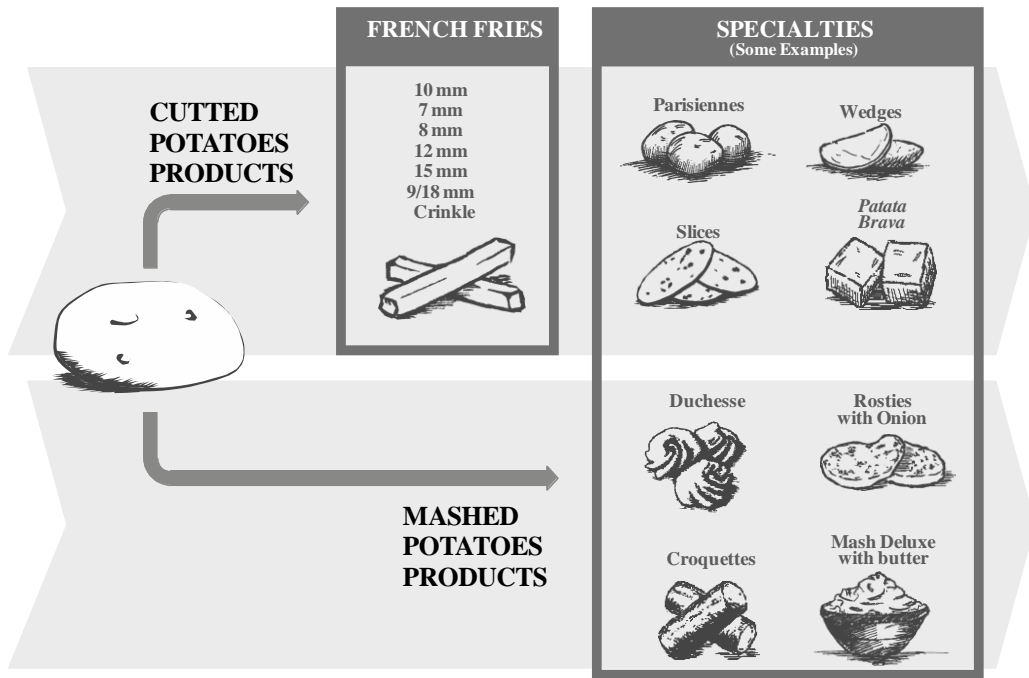 FRENCH FRIES
SPECIALTIES
(Some Examples)
CUTTED
POTATOES
PRODUCTS
10 mm
7 mm
8 mm
12 mm
15 mm
9/18 mm
Crinkle
Parisiennes
Wedges
Slices
Patata
Brava
MASHED
POTATOES
PRODUCTS
Duchesse
Rosties
with Onion
Croquettes
Mash Deluxe
with butter